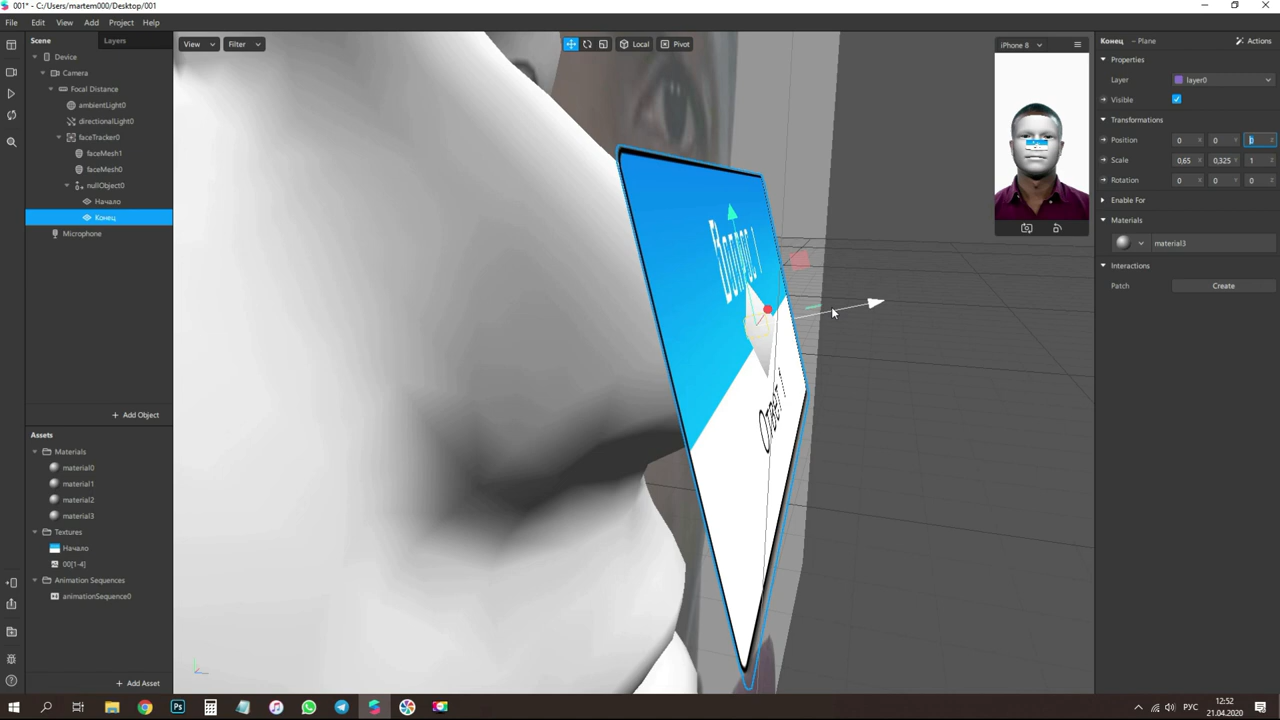 001* - C:/Users/martem000/Desktop/001
File Edit View Add Project Help
Scene Layers
Device
Camera
Focal Distance
ambientLight0
directionalLight0
faceTracker0
faceMesh1
faceMesh0
nullObject0
Начало
Конец
Microphone
+ Add Object
Assets
Materials
material0
material1
material2
material3
Textures
Начало
00[1-4]
Animation Sequences
animationSequence0
+ Add Asset
View Filter
Local Pivot
Вопрос
Ответ
iPhone 8
Конец – Plane Actions
Properties
Layer layer0
Visible
Transformations
Position 0 X 0 Y 0 Z
Scale 0,65 X 0,325 Y 1 Z
Rotation 0 X 0 Y 0 Z
Enable For
Materials
material3
Interactions
Patch Create
Ps
РУС
12:52
21.04.2020